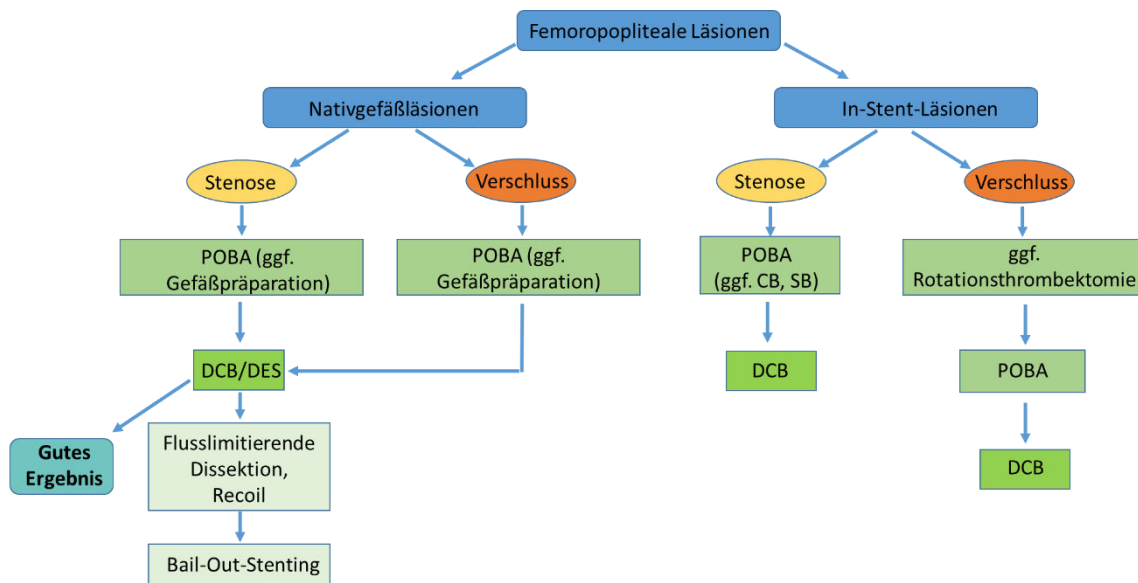 Femoropopliteale Läsionen
Nativgefäßläsionen
In-Stent-Läsionen
Stenose
Verschluss
Stenose
Verschluss
POBA (ggf.
Gefäßpräparation)
POBA (ggf.
Gefäßpräparation)
POBA
(ggf. CB, SB)
ggf.
Rotationsthrombektomie
DCB/DES
DCB
POBA
Gutes
Ergebnis
Flusslimitierende
Dissektion,
Recoil
DCB
Bail-Out-Stenting